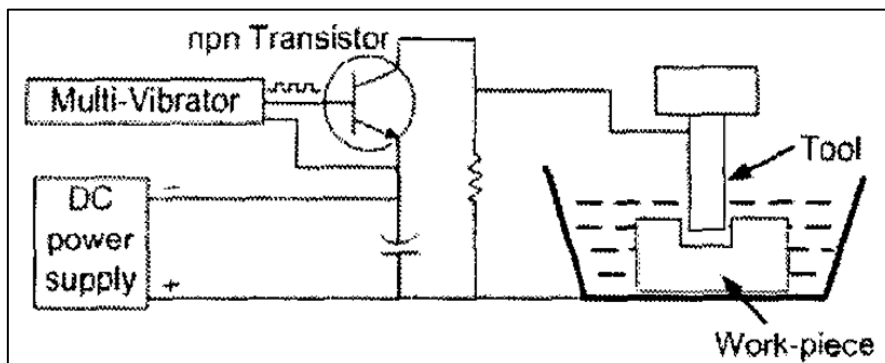 npn Transistor
Multi-Vibrator
Tool
DC
power
supply
−
+
Work-piece